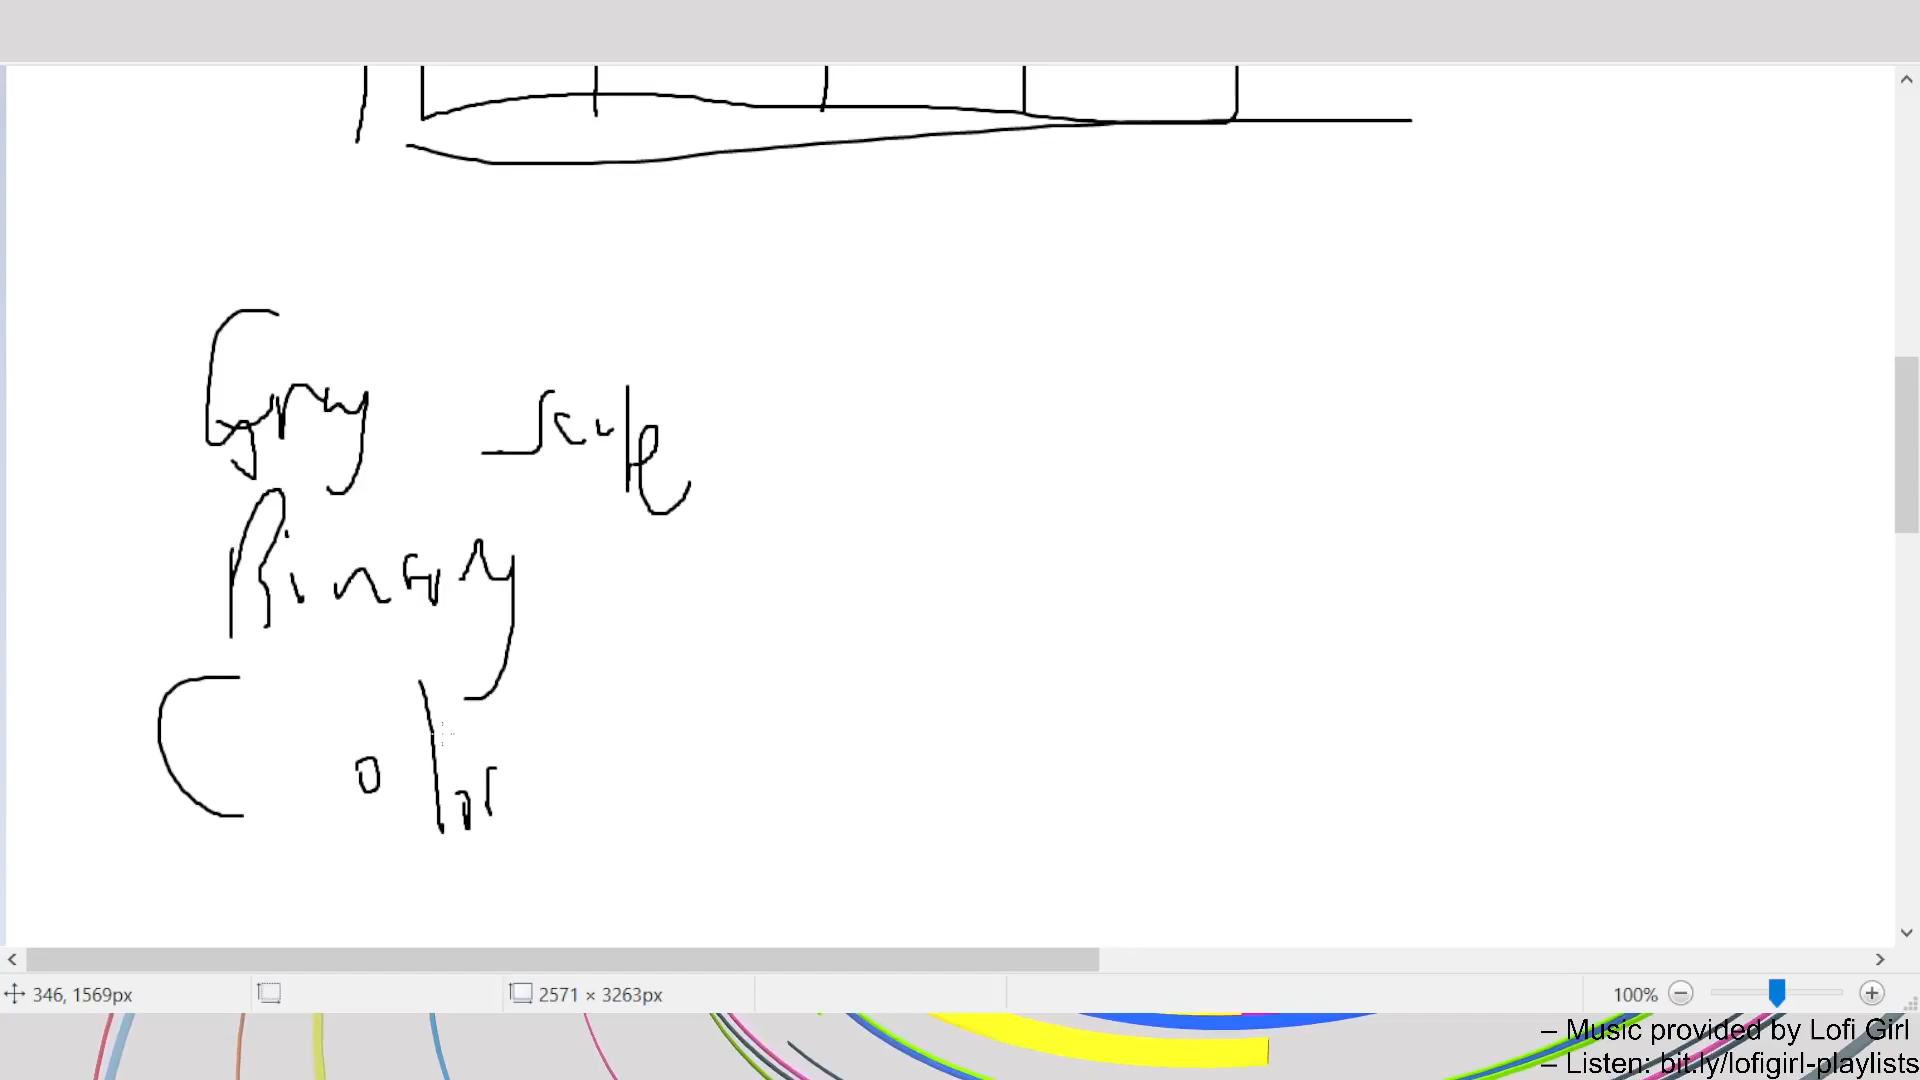 Gray scale
Binary
Color
346, 1569px
2571 × 3263px
100%
– Music provided by Lofi Girl
– Listen: bit.ly/lofigirl-playlists